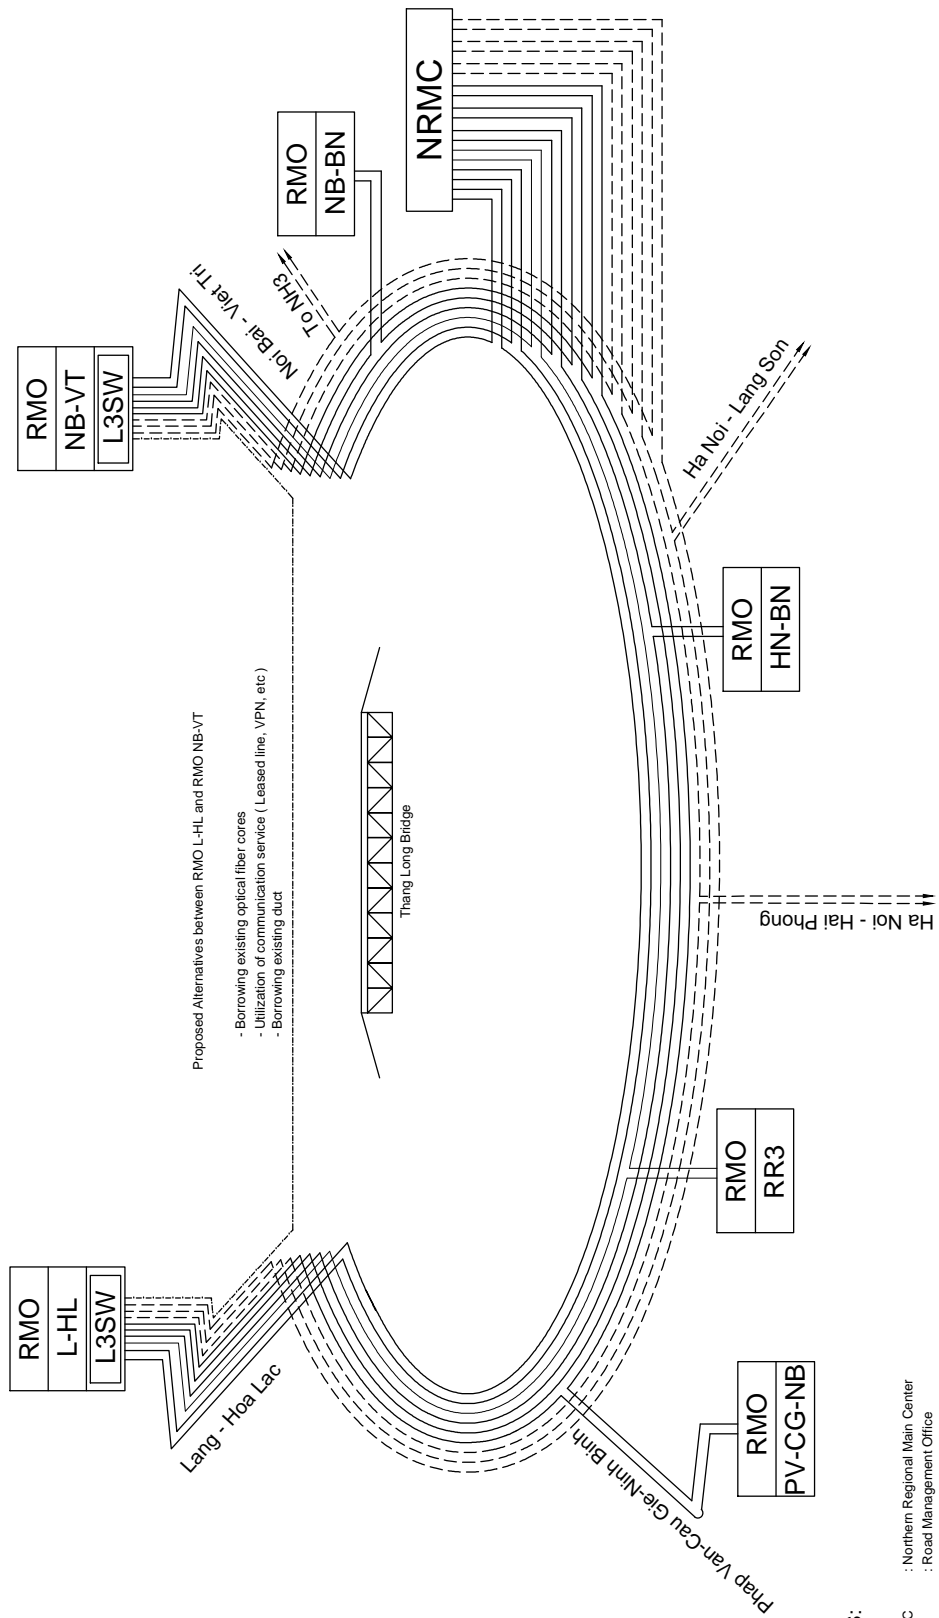 RMO
L-HL
L3SW
RMO
NB-VT
L3SW
RMO
NB-BN
NRMC
To NH3
Noi Bai - Viet Tri
Lang - Hoa Lac
Proposed Alternatives between RMO L-HL and RMO NB-VT
- Borrowing existing optical fiber cores
- Utilization of communication service ( Leased line, VPN, etc )
- Borrowing existing duct
Thang Long Bridge
Ha Noi - Lang Son
Ha Noi - Hai Phong
Phap Van-Cau Gie-Ninh Binh
RMO
PV-CG-NB
RMO
RR3
RMO
HN-BN
: Northern Regional Main Center
: Road Management Office